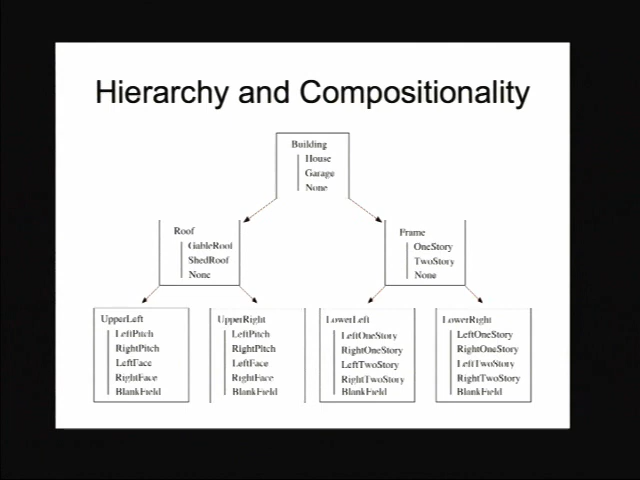 Hierarchy and Compositionality
Building
House
Garage
None
Roof
GableRoof
ShedRoof
None
Frame
OneStory
TwoStory
None
UpperLeft
LeftPitch
RightPitch
LeftFace
RightFace
BlankField
UpperRight
LeftPitch
RightPitch
LeftFace
RightFace
BlankField
LowerLeft
LeftOneStory
RightOneStory
LeftTwoStory
RightTwoStory
BlankField
LowerRight
LeftOneStory
RightOneStory
LeftTwoStory
RightTwoStory
BlankField